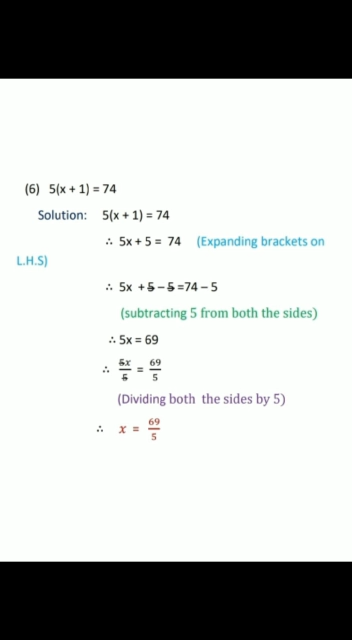 (6) 5(x + 1) = 74
Solution: 5(x + 1) = 74
∴ 5x + 5 = 74 (Expanding brackets on
L.H.S)
∴ 5x + 5 – 5 =74 – 5
(subtracting 5 from both the sides)
∴ 5x = 69
∴ 5x/5 = 69/5
(Dividing both the sides by 5)
∴ x = 69/5